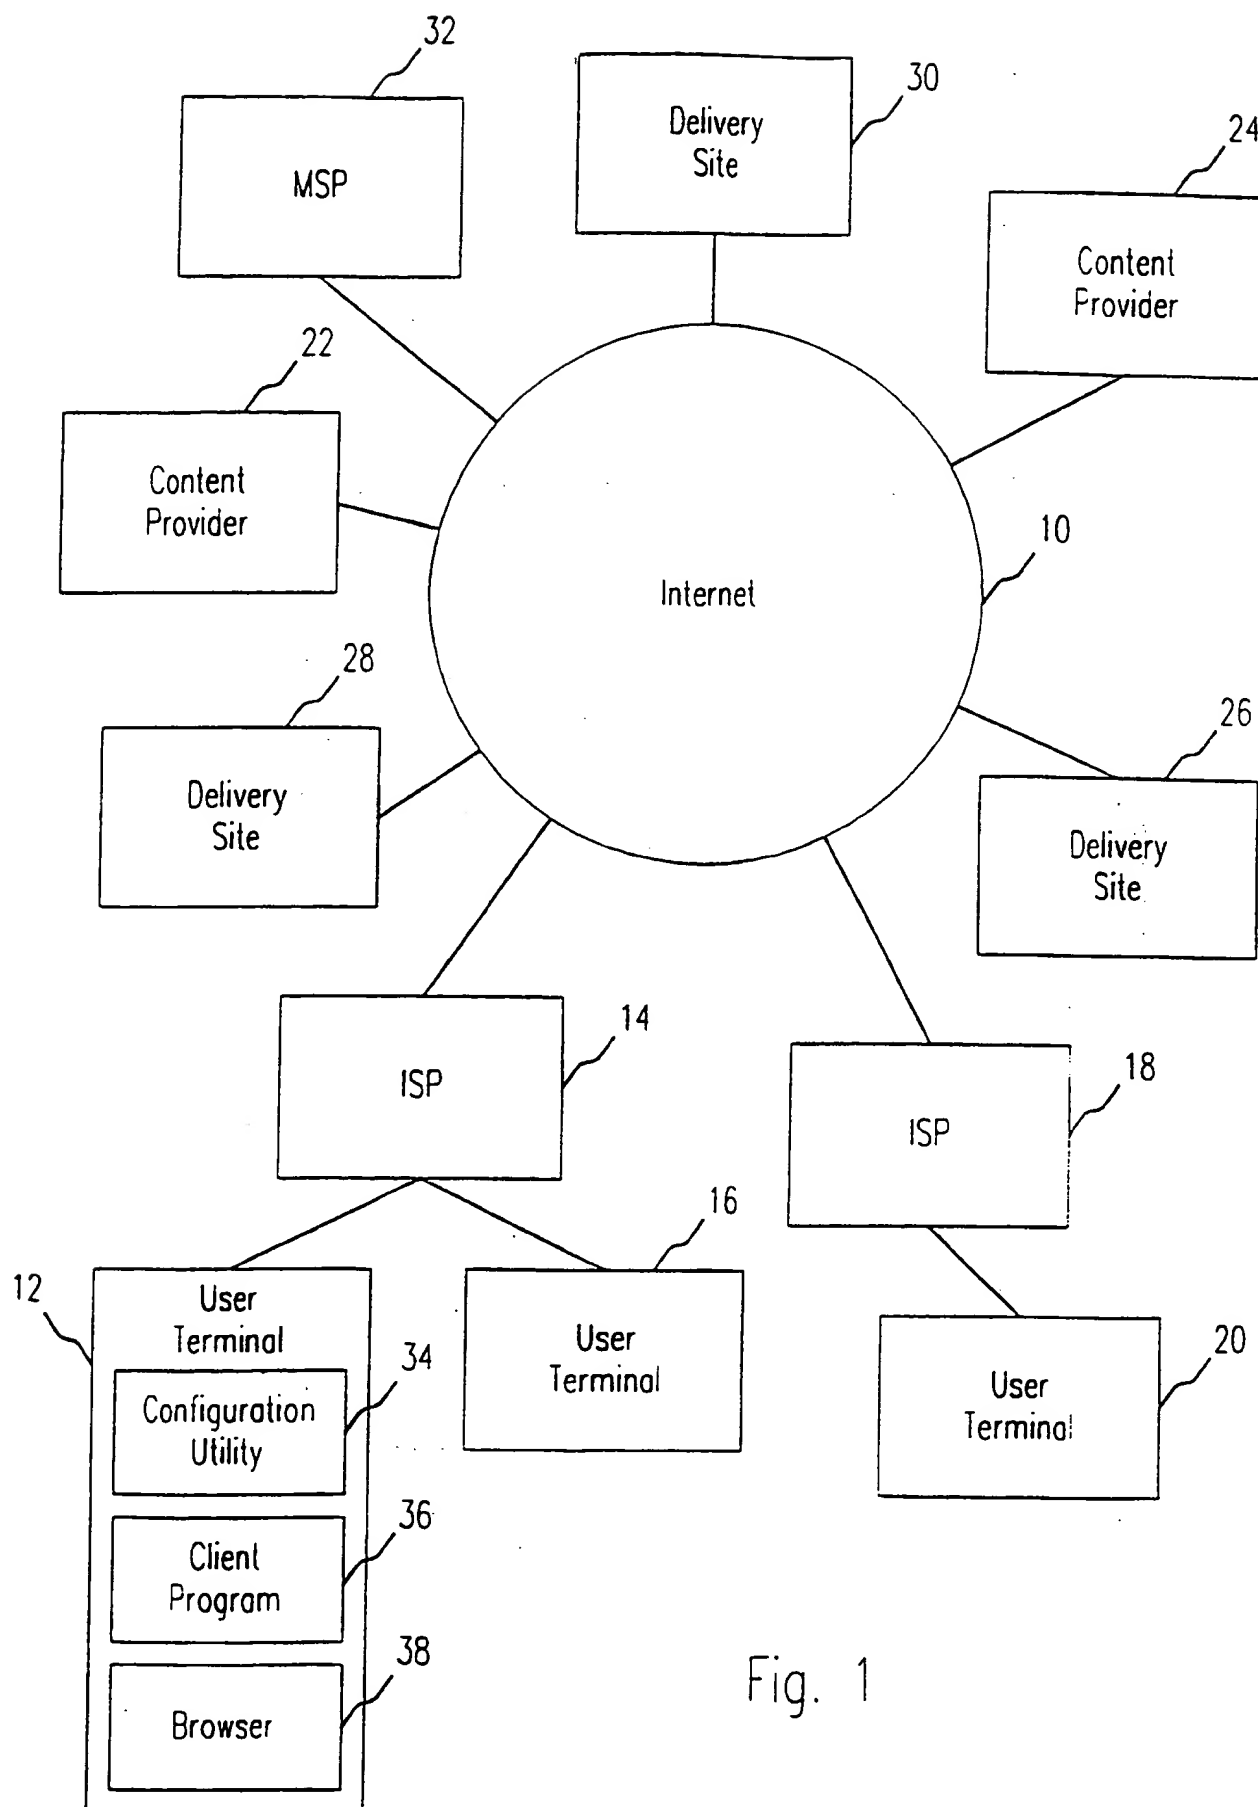 32
30
24
MSP
Delivery
Site
Content
Provider
22
Content
Provider
10
Internet
28
26
Delivery
Site
Delivery
Site
14
ISP
18
ISP
16
12
User
Terminal
34
User
Terminal
20
User
Terminal
Configuration
Utility
36
Client
Program
38
Browser
Fig. 1